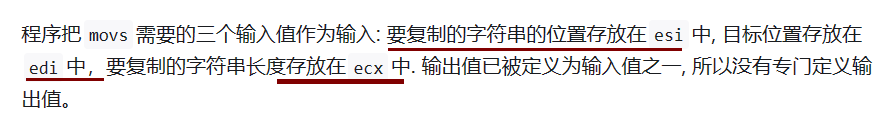 程序把 movs 需要的三个输入值作为输入: 要复制的字符串的位置存放在 esi 中, 目标位置存放在
edi 中，要复制的字符串长度存放在 ecx 中. 输出值已被定义为输入值之一, 所以没有专门定义输
出值。